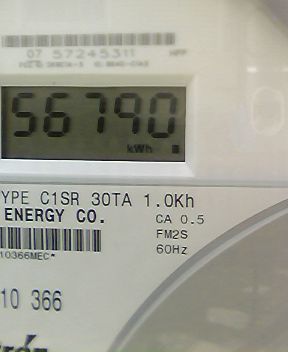 07 57245311
56790
kWh
YPE C1SR 30TA 1.0Kh
ENERGY CO.
CA 0.5
FM2S
60Hz
10366MEC*
10 366